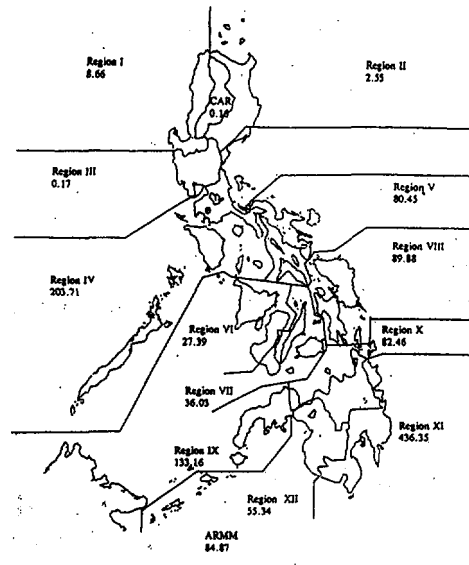 Region I
8.66
Region II
2.55
CAR
0.16
Region III
0.17
Region V
80.45
Region VIII
89.88
Region IV
203.71
Region VI
27.39
Region X
82.46
Region VII
36.03
Region XI
436.35
Region IX
133.16
Region XII
55.34
ARMM
84.87